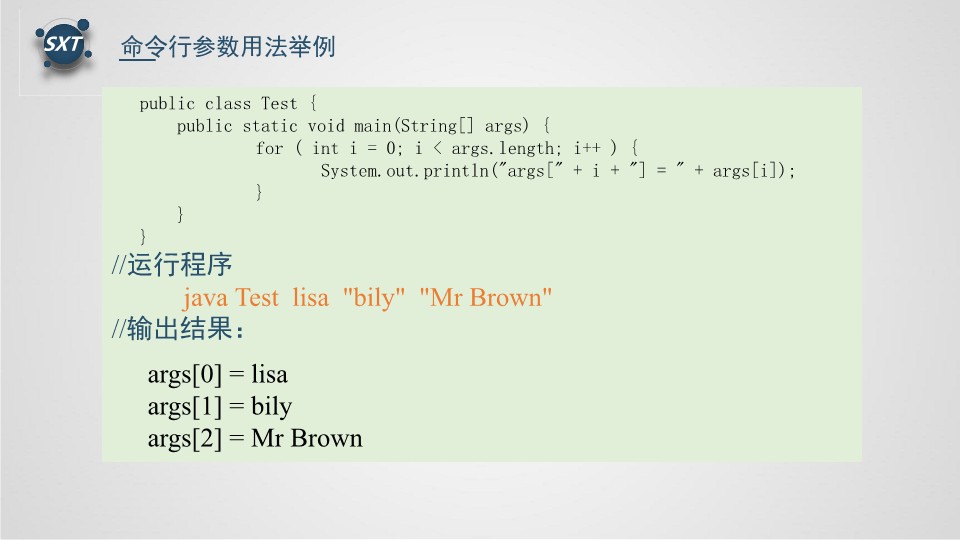 SXT
命令行参数用法举例
public class Test {
public static void main(String[] args) {
for ( int i = 0; i < args.length; i++ ) {
System.out.println("args[" + i + "] = " + args[i]);
}
}
}
//运行程序
java Test lisa "bily" "Mr Brown"
//输出结果：
args[0] = lisa
args[1] = bily
args[2] = Mr Brown